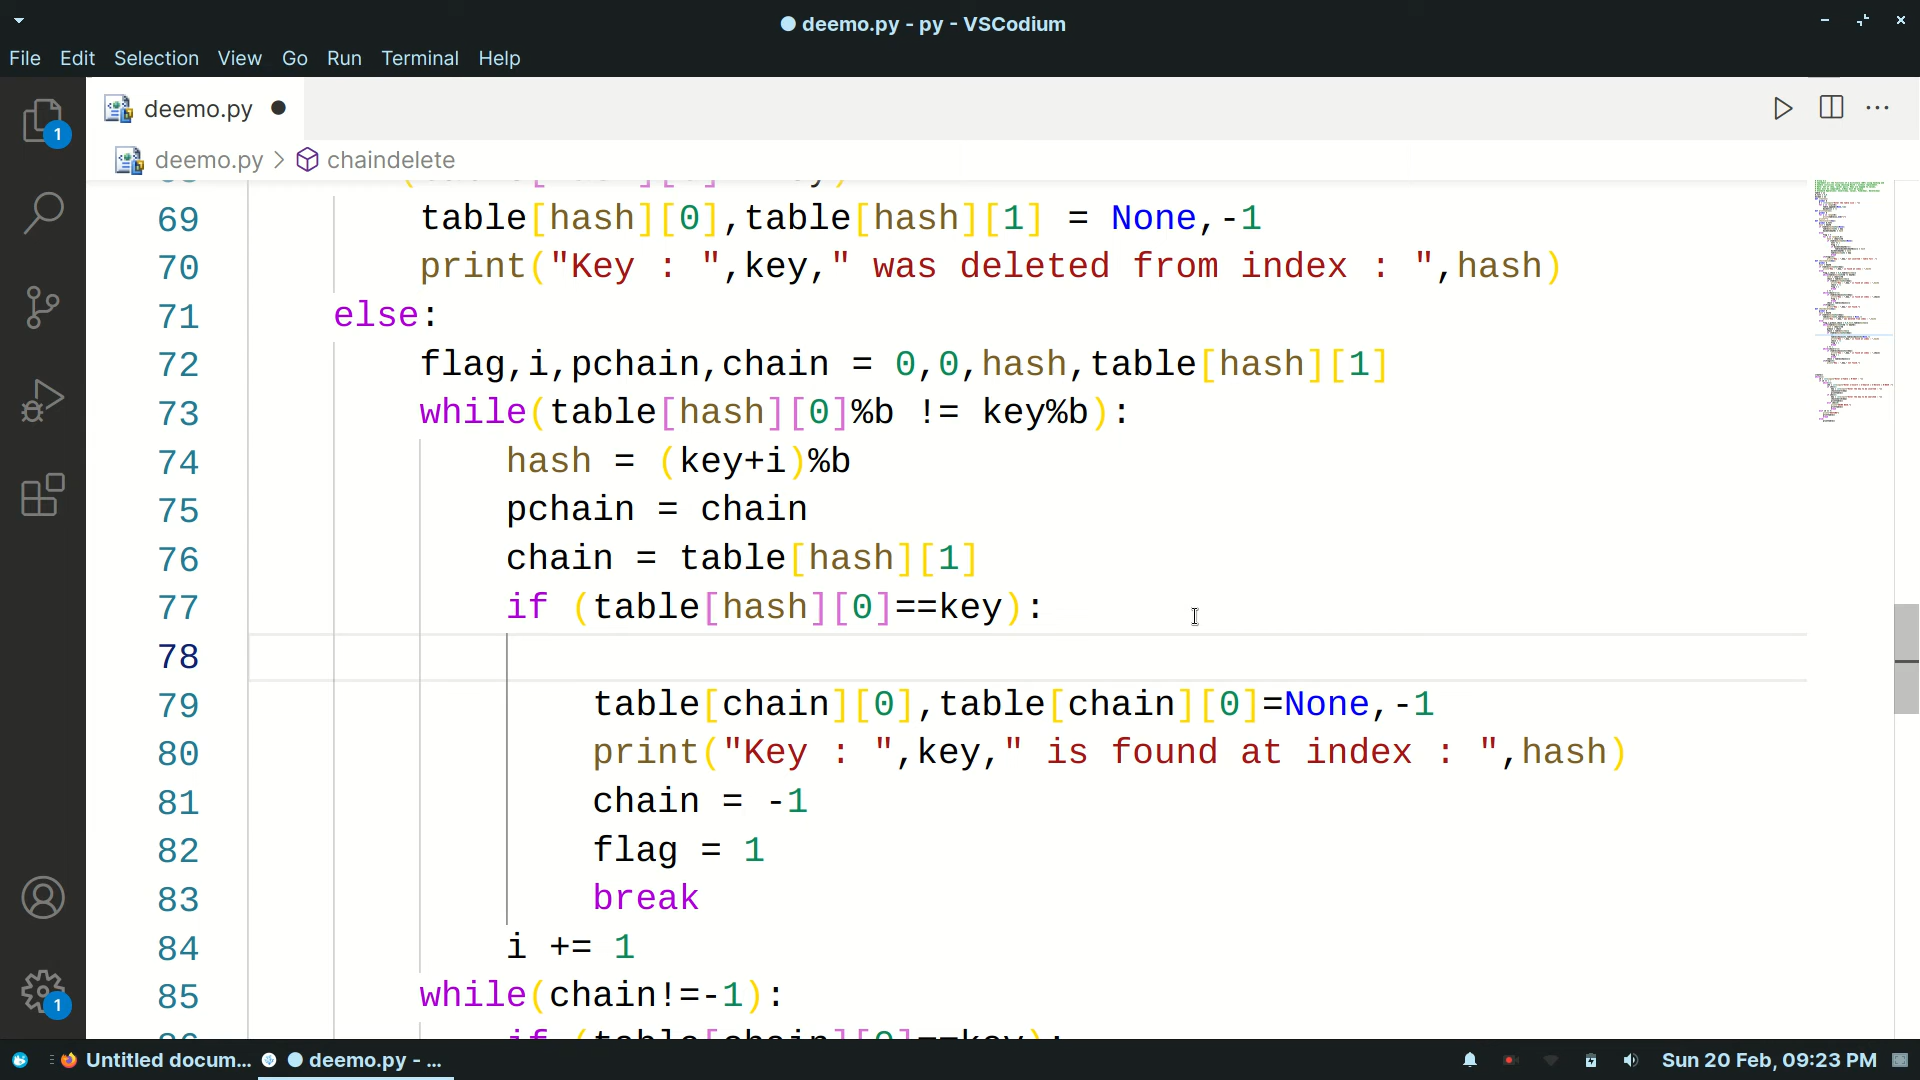 deemo.py - py - VSCodium
File Edit Selection View Go Run Terminal Help
deemo.py
1
deemo.py > chaindelete
69 table[hash][0],table[hash][1] = None,-1
70 print("Key : ",key," was deleted from index : ",hash)
71 else:
72 flag,i,pchain,chain = 0,0,hash,table[hash][1]
73 while(table[hash][0]%b != key%b):
74 hash = (key+i)%b
75 pchain = chain
76 chain = table[hash][1]
77 if (table[hash][0]==key):
78
79 table[chain][0],table[chain][0]=None,-1
80 print("Key : ",key," is found at index : ",hash)
81 chain = -1
82 flag = 1
83 break
84 i += 1
85 while(chain!=-1):
1
Untitled docum... deemo.py - ... Sun 20 Feb, 09:23 PM